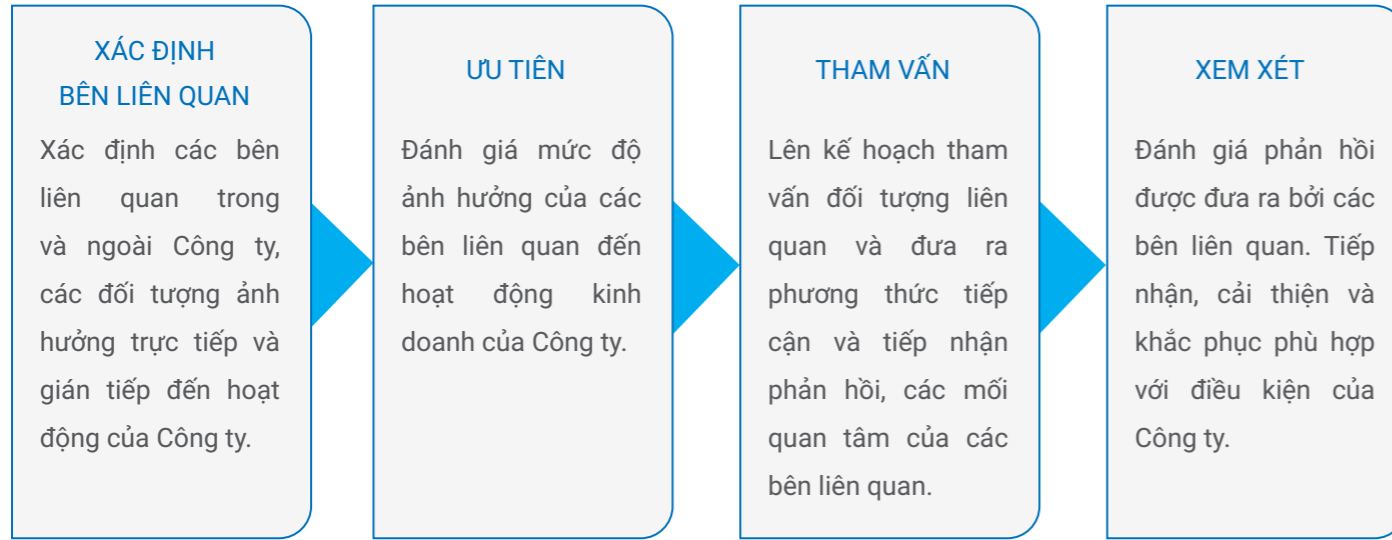 XÁC ĐỊNH
BÊN LIÊN QUAN
Xác định các bên
liên quan trong
và ngoài Công ty,
các đối tượng ảnh
hưởng trực tiếp và
gián tiếp đến hoạt
động của Công ty.
ƯU TIÊN
Đánh giá mức độ
ảnh hưởng của các
bên liên quan đến
hoạt động kinh
doanh của Công ty.
THAM VẤN
Lên kế hoạch tham
vấn đối tượng liên
quan và đưa ra
phương thức tiếp
cận và tiếp nhận
phản hồi, các mối
quan tâm của các
bên liên quan.
XEM XÉT
Đánh giá phản hồi
được đưa ra bởi các
bên liên quan. Tiếp
nhận, cải thiện và
khắc phục phù hợp
với điều kiện của
Công ty.